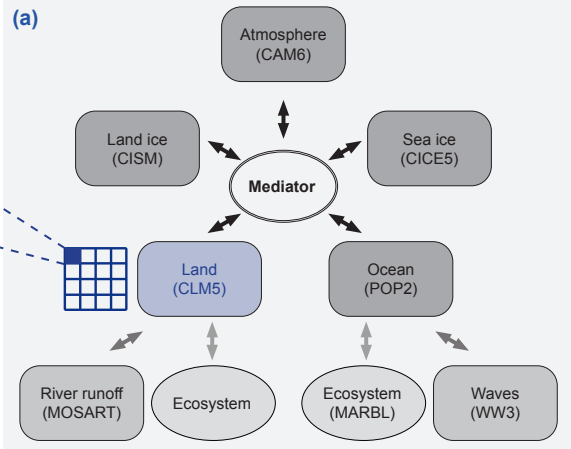 (a)
Atmosphere
(CAM6)
Land ice
(CISM)
Sea ice
(CICE5)
Mediator
Land
(CLM5)
Ocean
(POP2)
River runoff
(MOSART)
Ecosystem
Ecosystem
(MARBL)
Waves
(WW3)